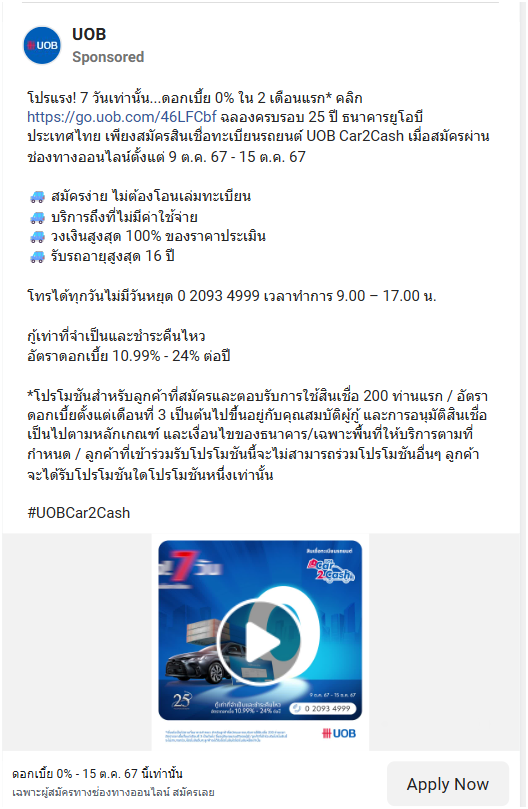 UOB
UOB
Sponsored
โปรแรง! 7 วันเท่านั้น...ดอกเบี้ย 0% ใน 2 เดือนแรก* คลิก
https://go.uob.com/46LFCbf ฉลองครบรอบ 25 ปี ธนาคารยูโอบี
ประเทศไทย เพียงสมัครสินเชื่อทะเบียนรถยนต์ UOB Car2Cash เมื่อสมัครผ่าน
ช่องทางออนไลน์ตั้งแต่ 9 ต.ค. 67 - 15 ต.ค. 67
🚙 สมัครง่าย ไม่ต้องโอนเล่มทะเบียน
🚙 บริการถึงที่ไม่มีค่าใช้จ่าย
🚙 วงเงินสูงสุด 100% ของราคาประเมิน
🚙 รับรถอายุสูงสุด 16 ปี
โทรได้ทุกวันไม่มีวันหยุด 0 2093 4999 เวลาทำการ 9.00 – 17.00 น.
กู้เท่าที่จำเป็นและชำระคืนไหว
อัตราดอกเบี้ย 10.99% - 24% ต่อปี
*โปรโมชันสำหรับลูกค้าที่สมัครและตอบรับการใช้สินเชื่อ 200 ท่านแรก / อัตรา
ดอกเบี้ยตั้งแต่เดือนที่ 3 เป็นต้นไปขึ้นอยู่กับคุณสมบัติผู้กู้ และการอนุมัติสินเชื่อ
เป็นไปตามหลักเกณฑ์ และเงื่อนไขของธนาคาร/เฉพาะพื้นที่ให้บริการตามที่
กำหนด / ลูกค้าที่เข้าร่วมรับโปรโมชันนี้จะไม่สามารถร่วมโปรโมชันอื่นๆ ลูกค้า
จะได้รับโปรโมชันใดโปรโมชันหนึ่งเท่านั้น
#UOBCar2Cash
สินเชื่อทะเบียนรถยนต์
UOB
car
2Cash
7 วัน
25
กู้เท่าที่จำเป็นและชำระคืนไหว
อัตราดอกเบี้ย 10.99% - 24% ต่อปี
9 ต.ค. 67 - 15 ต.ค. 67
0 2093 4999
UOB
ดอกเบี้ย 0% - 15 ต.ค. 67 นี้เท่านั้น
เฉพาะผู้สมัครทางช่องทางออนไลน์ สมัครเลย
Apply Now